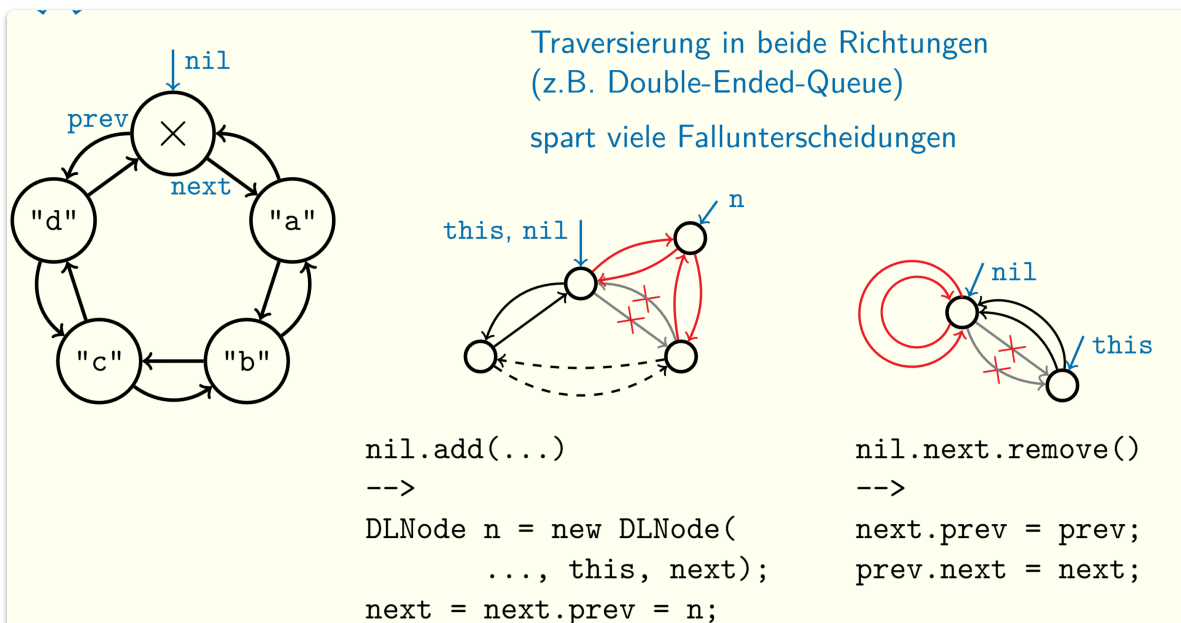 nil
prev
×
next
"d"
"a"
"c"
"b"
Traversierung in beide Richtungen
(z.B. Double-Ended-Queue)
spart viele Fallunterscheidungen
this, nil
n
nil
this
nil.add(...)
-->
DLNode n = new DLNode(
..., this, next);
next = next.prev = n;
nil.next.remove()
-->
next.prev = prev;
prev.next = next;